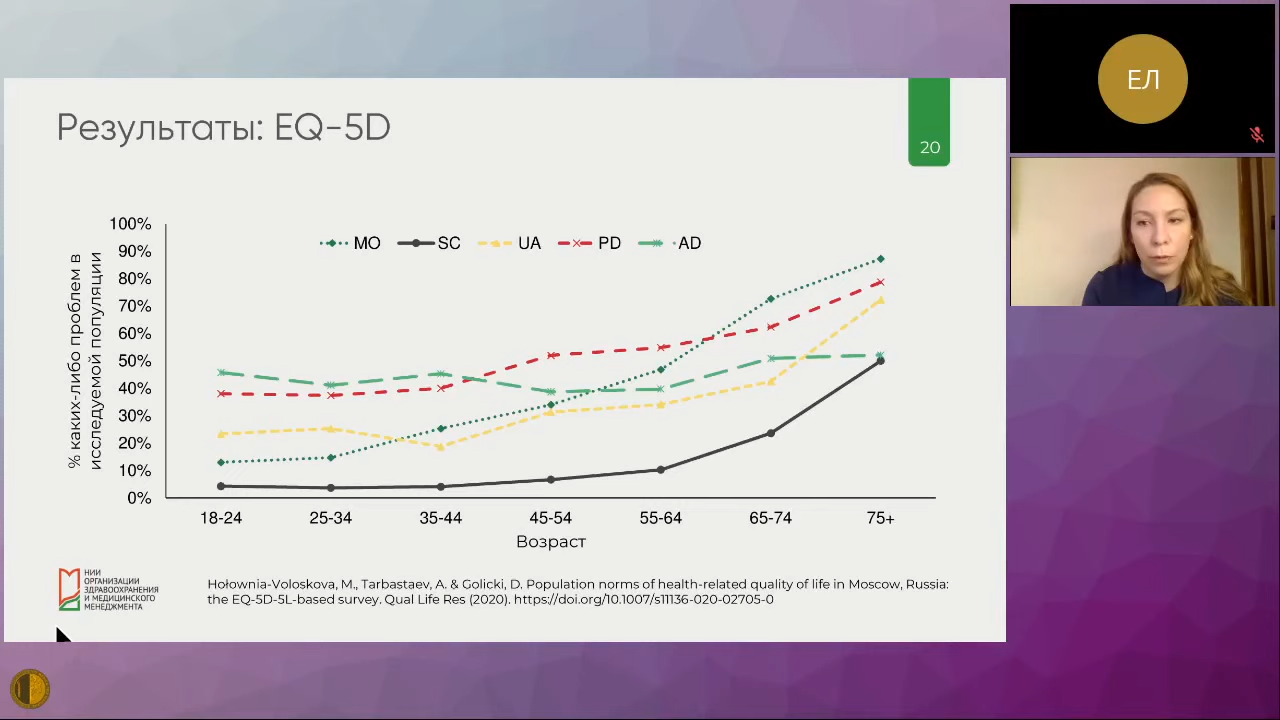 Результаты: EQ-5D
20
ЕЛ
% каких-либо проблем в
исследуемой популяции
100%
90%
80%
70%
60%
50%
40%
30%
20%
10%
0%
MO SC UA PD AD
18-24 25-34 35-44 45-54 55-64 65-74 75+
Возраст
НИИ
ОРГАНИЗАЦИИ
ЗДРАВООХРАНЕНИЯ
И МЕДИЦИНСКОГО
МЕНЕДЖМЕНТА
Hołownia-Voloskova, M., Tarbastaev, A. & Golicki, D. Population norms of health-related quality of life in Moscow, Russia:
the EQ-5D-5L-based survey. Qual Life Res (2020). https://doi.org/10.1007/s11136-020-02705-0